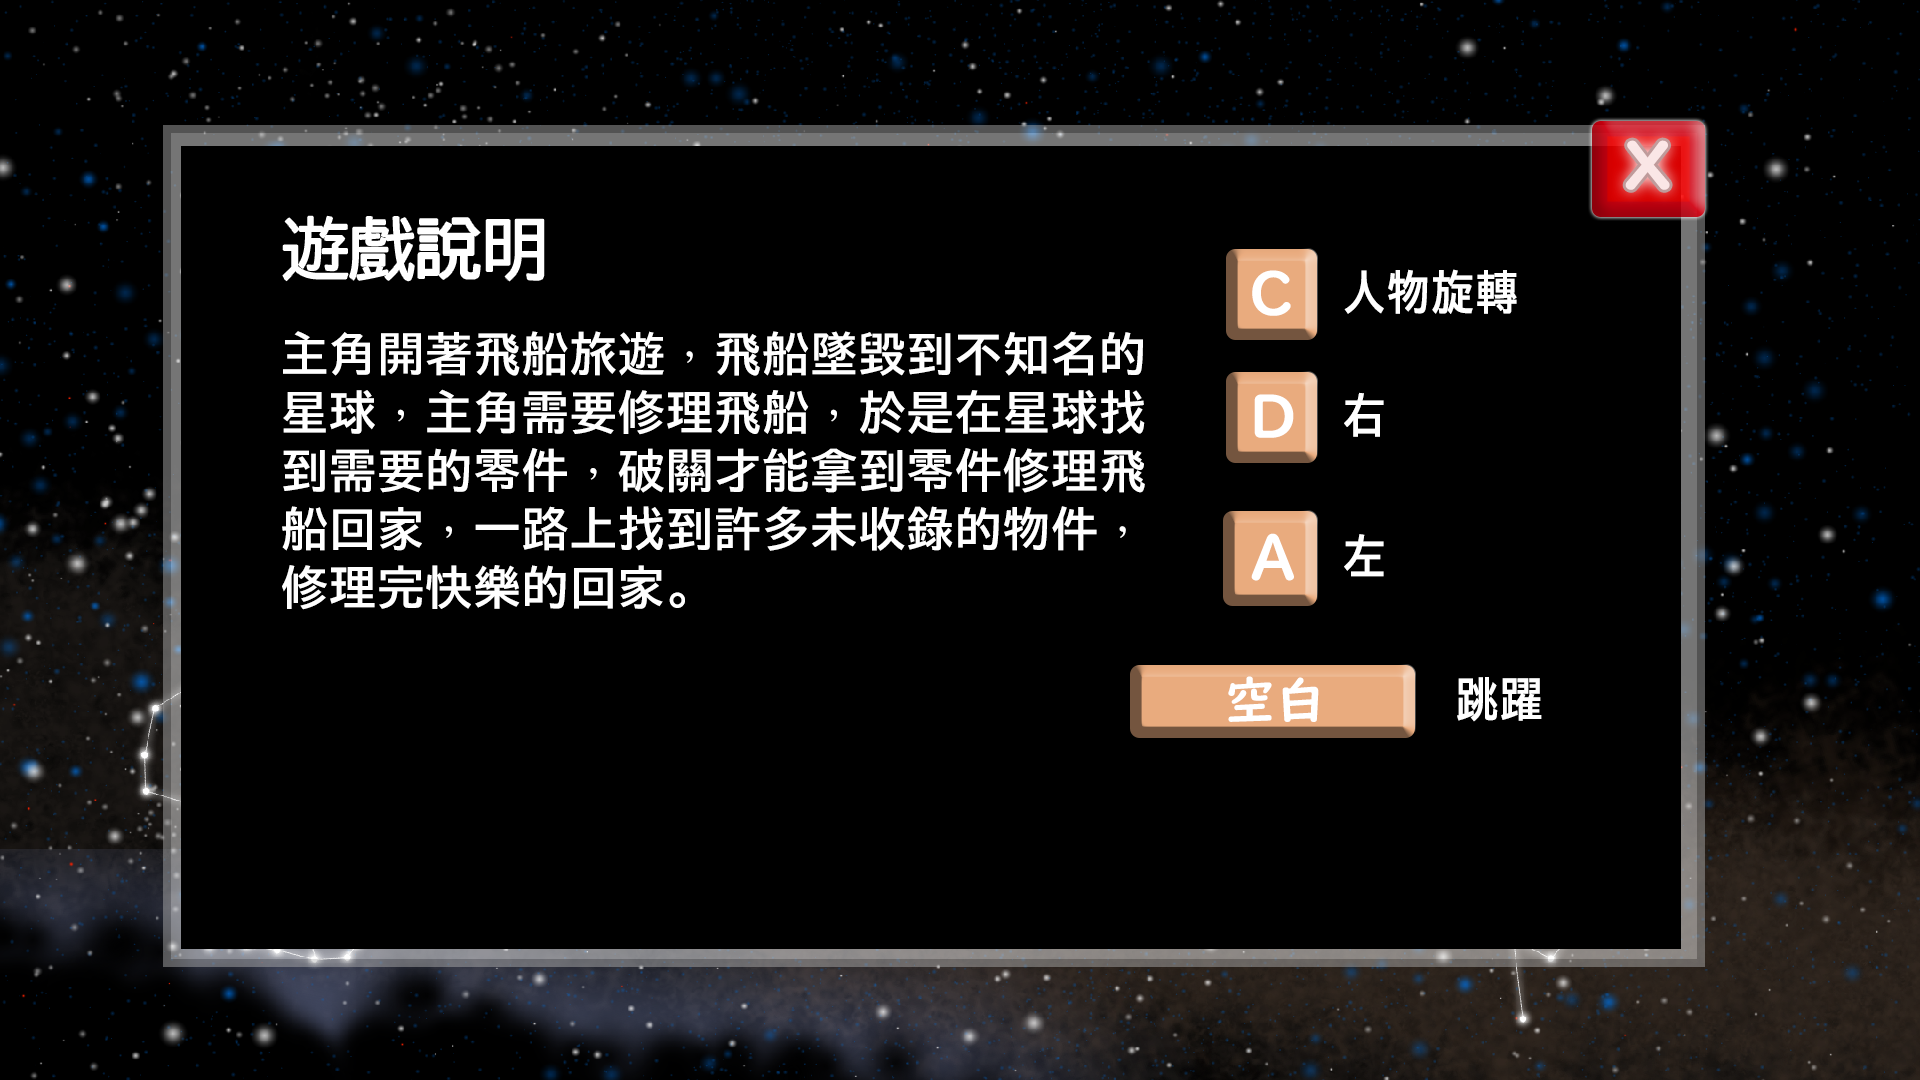 遊戲說明
主角開著飛船旅遊，飛船墜毀到不知名的
星球，主角需要修理飛船，於是在星球找
到需要的零件，破關才能拿到零件修理飛
船回家，一路上找到許多未收錄的物件，
修理完快樂的回家。
X
C 人物旋轉
D 右
A 左
空白 跳躍